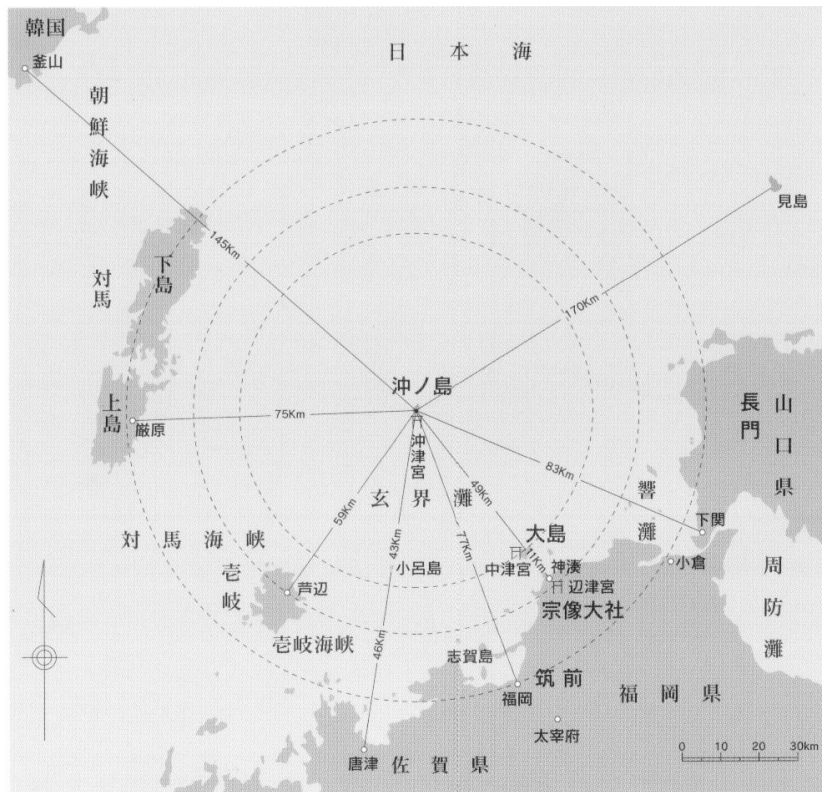 韓国
釜山
日本海
朝鮮海峡
見島
145Km
下島
対馬
170Km
沖ノ島
上島
75Km
厳原
沖津宮
長門
山口県
83Km
響灘
49Km
59Km
玄界灘
下関
43Km
77Km
大島
対馬海峡
11Km
小呂島
中津宮
神湊
小倉
壱岐
芦辺
辺津宮
周防灘
宗像大社
壱岐海峡
46Km
志賀島
筑前
福岡
福岡県
太宰府
唐津
佐賀県
0 10 20 30km